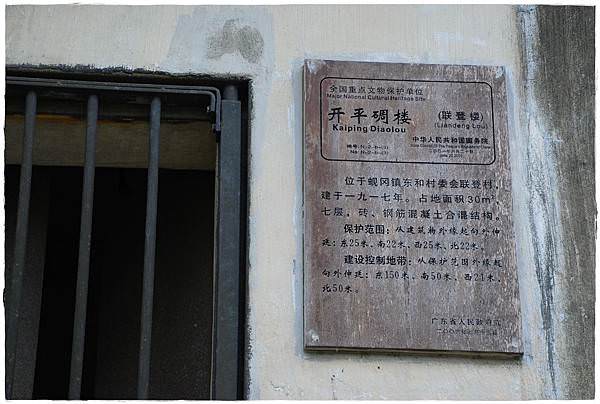 全国重点文物保护单位
Major National Cultural Heritage Site
开平碉楼
Kaiping Diaolou
(联登楼)
(Liandeng Lou)
中华人民共和国国务院
位于蚬冈镇东和村委会联登村,
建于一九一七年。占地面积30m²,
七层,砖、钢筋混凝土合混结构。
保护范围:从建筑物外缘起向外伸
延:东25米、南22米、西25米、北22米。
建设控制地带:从保护范围外缘起
向外伸延:东150米、南50米、西21米、
北50米。
广东省人民政府立